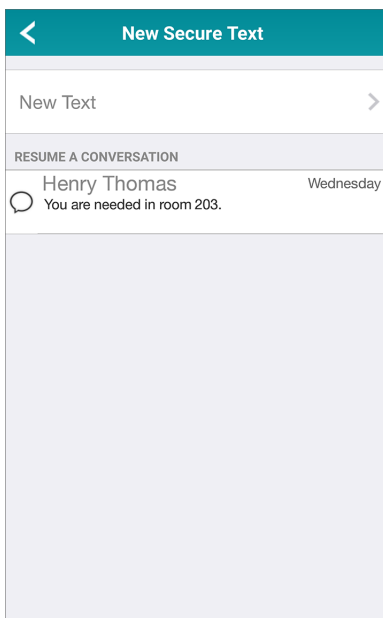 New Secure Text
New Text
RESUME A CONVERSATION
Henry Thomas
Wednesday
You are needed in room 203.